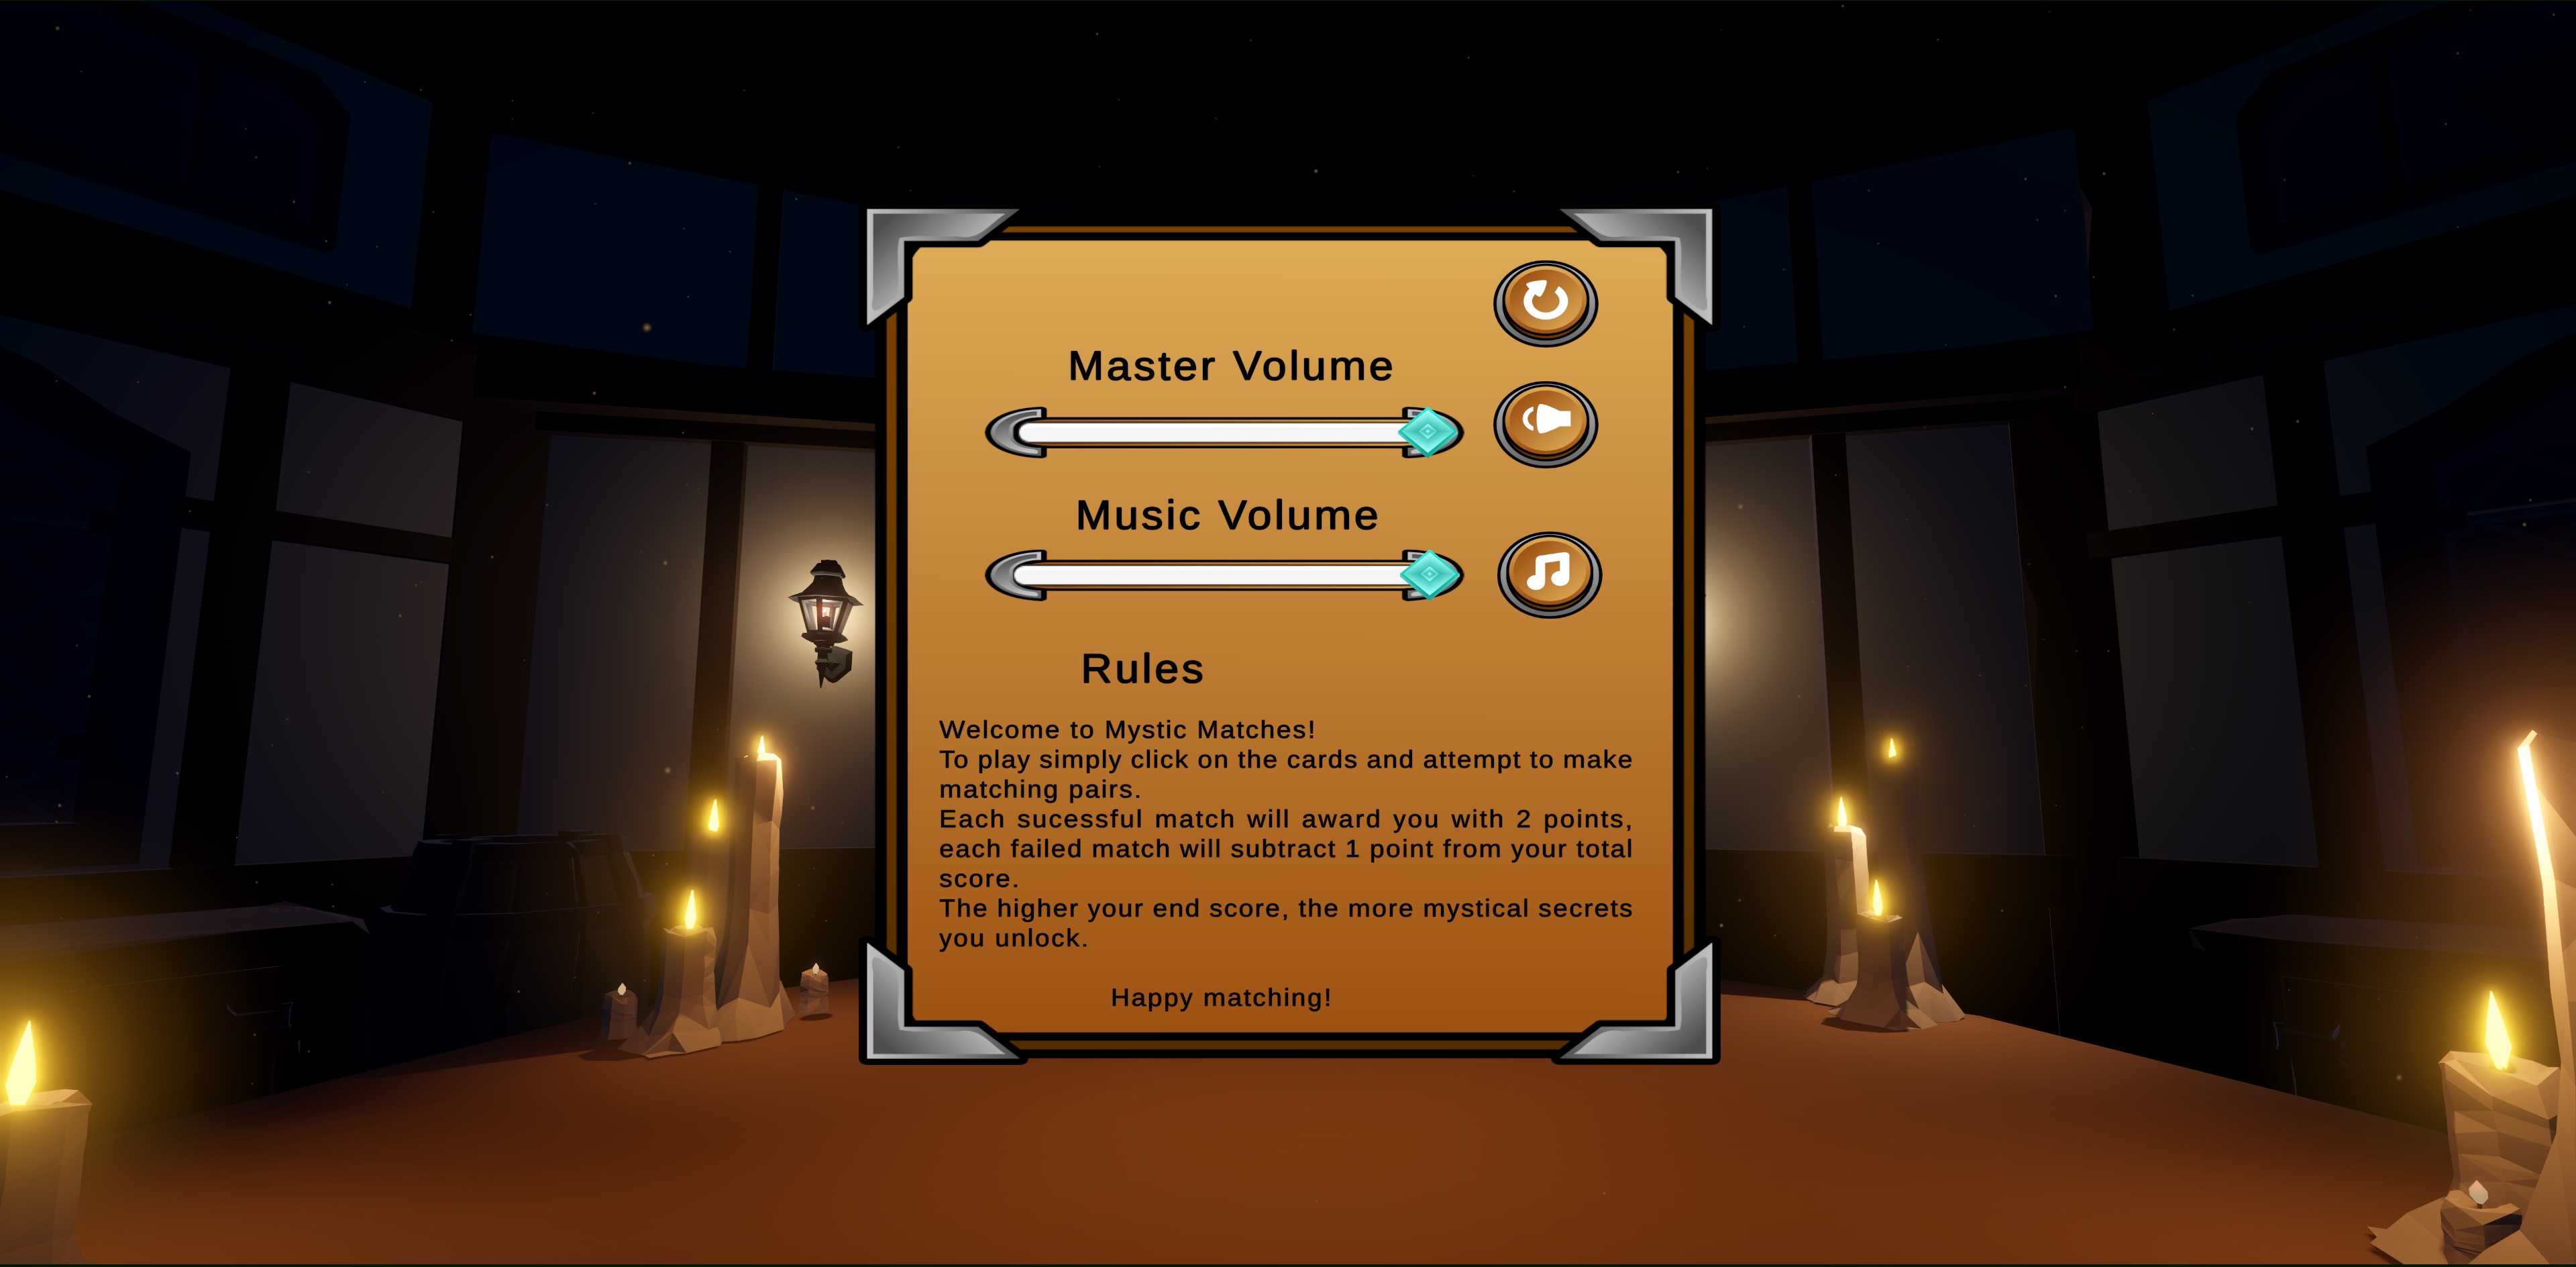 Master Volume
Music Volume
Rules
Welcome to Mystic Matches!
To play simply click on the cards and attempt to make
matching pairs.
Each sucessful match will award you with 2 points,
each failed match will subtract 1 point from your total
score.
The higher your end score, the more mystical secrets
you unlock.
Happy matching!